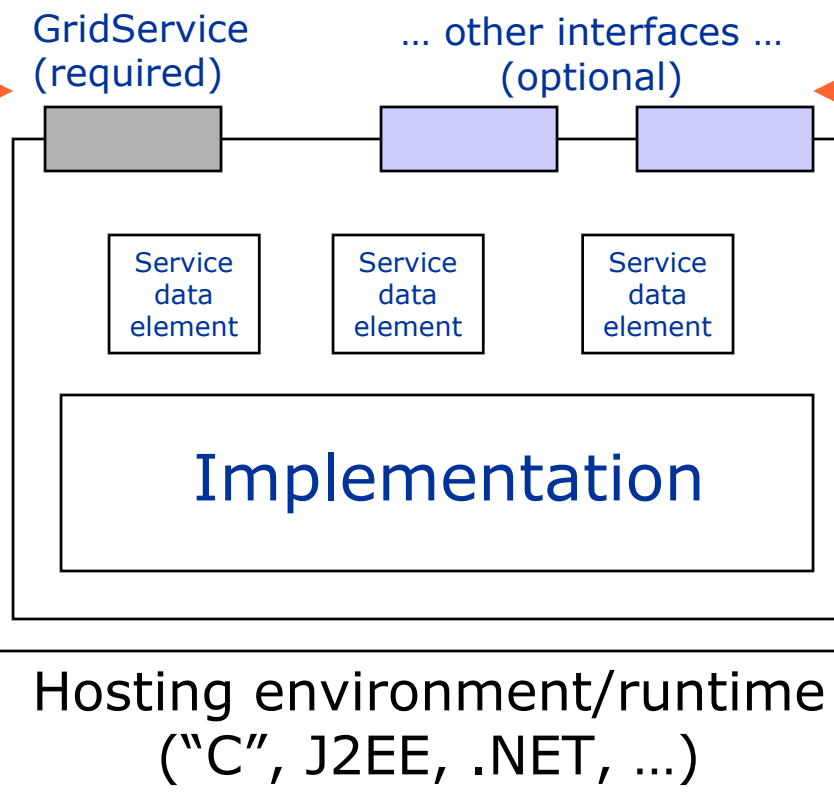 GridService
(required)
… other interfaces …
(optional)
Service
data
element
Service
data
element
Service
data
element
Implementation
Hosting environment/runtime
(“C”, J2EE, .NET, …)